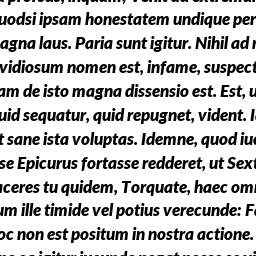 uodsi ipsam honestatem undique per
agna laus. Paria sunt igitur. Nihil ad r
vidiosum nomen est, infame, suspect
am de isto magna dissensio est. Est, u
uid sequatur, quid repugnet, vident. I
t sane ista voluptas. Idemne, quod iu
se Epicurus fortasse redderet, ut Sext
aceres tu quidem, Torquate, haec omn
um ille timide vel potius verecunde: Fa
oc non est positum in nostra actione.